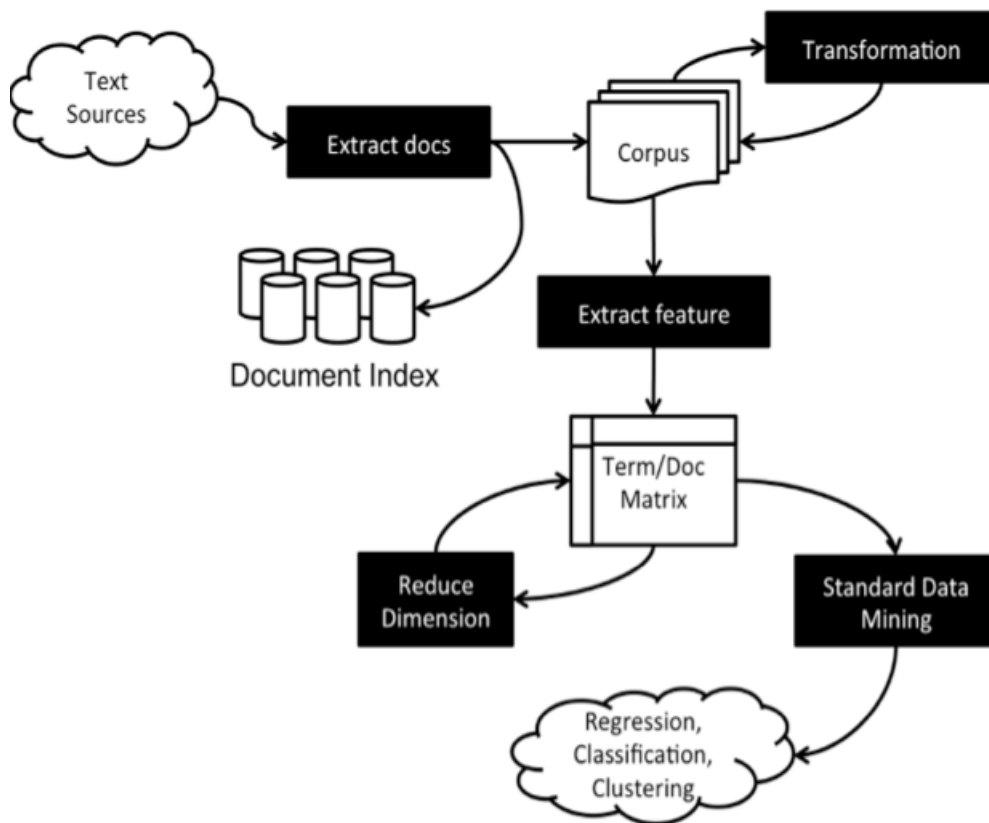 Text
Sources
Extract docs
Corpus
Transformation
Document Index
Extract feature
Term/Doc
Matrix
Reduce
Dimension
Standard Data
Mining
Regression,
Classification,
Clustering